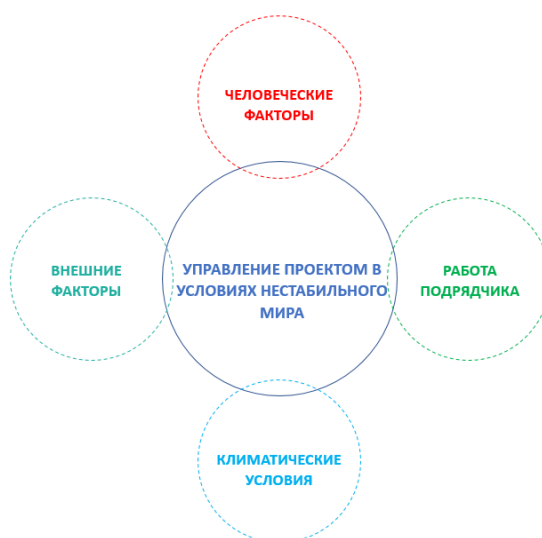 ЧЕЛОВЕЧЕСКИЕ
ФАКТОРЫ
ВНЕШНИЕ
ФАКТОРЫ
УПРАВЛЕНИЕ ПРОЕКТОМ В
УСЛОВИЯХ НЕСТАБИЛЬНОГО
МИРА
РАБОТА
ПОДРЯДЧИКА
КЛИМАТИЧЕСКИЕ
УСЛОВИЯ